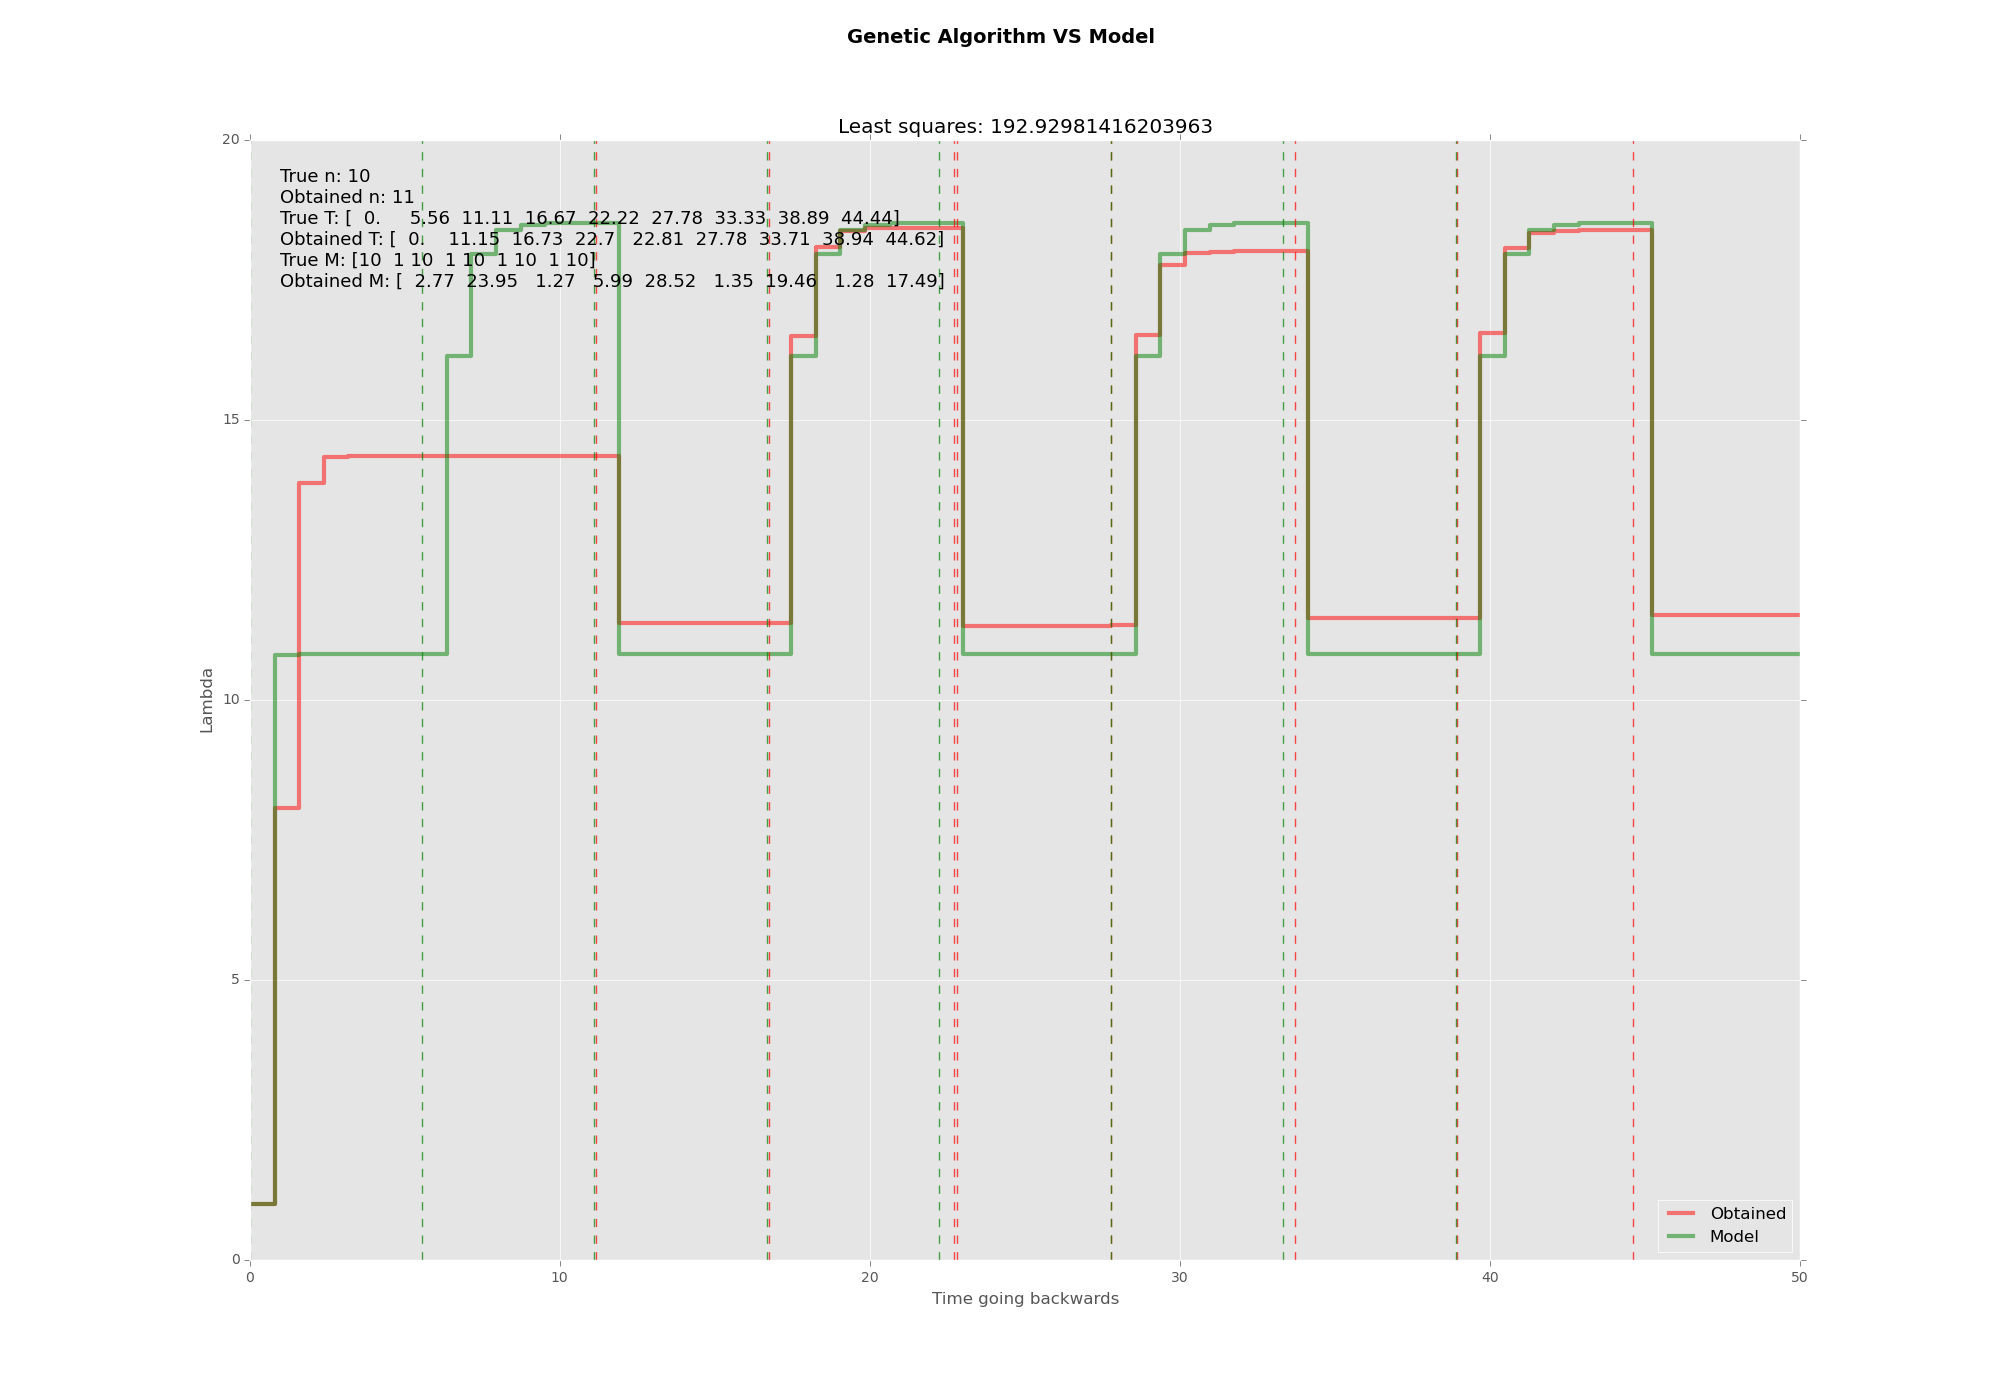 Genetic Algorithm VS Model
Least squares: 192.92981416203963
True n: 10
Obtained n: 11
True T: [  0.     5.56  11.11  16.67  22.22  27.78  33.33  38.89  44.44]
Obtained T: [  0.    11.15  16.73  22.7   22.81  27.78  33.71  38.94  44.62]
True M: [10  1 10  1 10  1 10  1 10]
Obtained M: [  2.77  23.95   1.27   5.99  28.52   1.35  19.46   1.28  17.49]
20
15
10
5
0
Lambda
0 10 20 30 40 50
Time going backwards
Obtained
Model